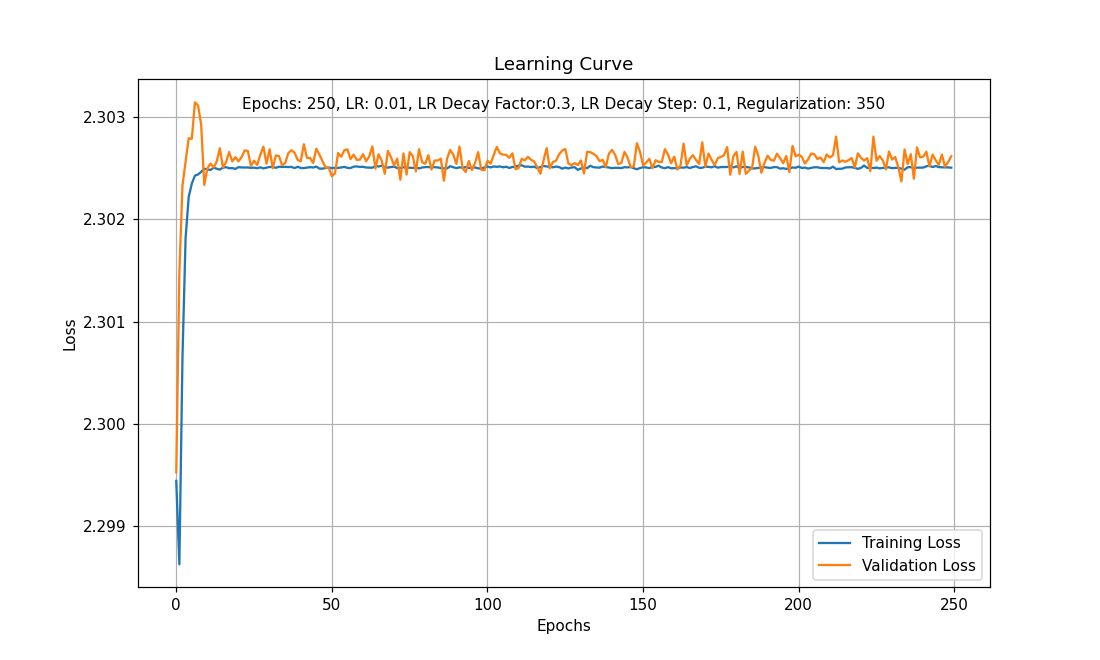 Learning Curve
Epochs: 250, LR: 0.01, LR Decay Factor:0.3, LR Decay Step: 0.1, Regularization: 350
2.303
2.302
2.301
2.300
2.299
Loss
Training Loss
Validation Loss
0 50 100 150 200 250
Epochs